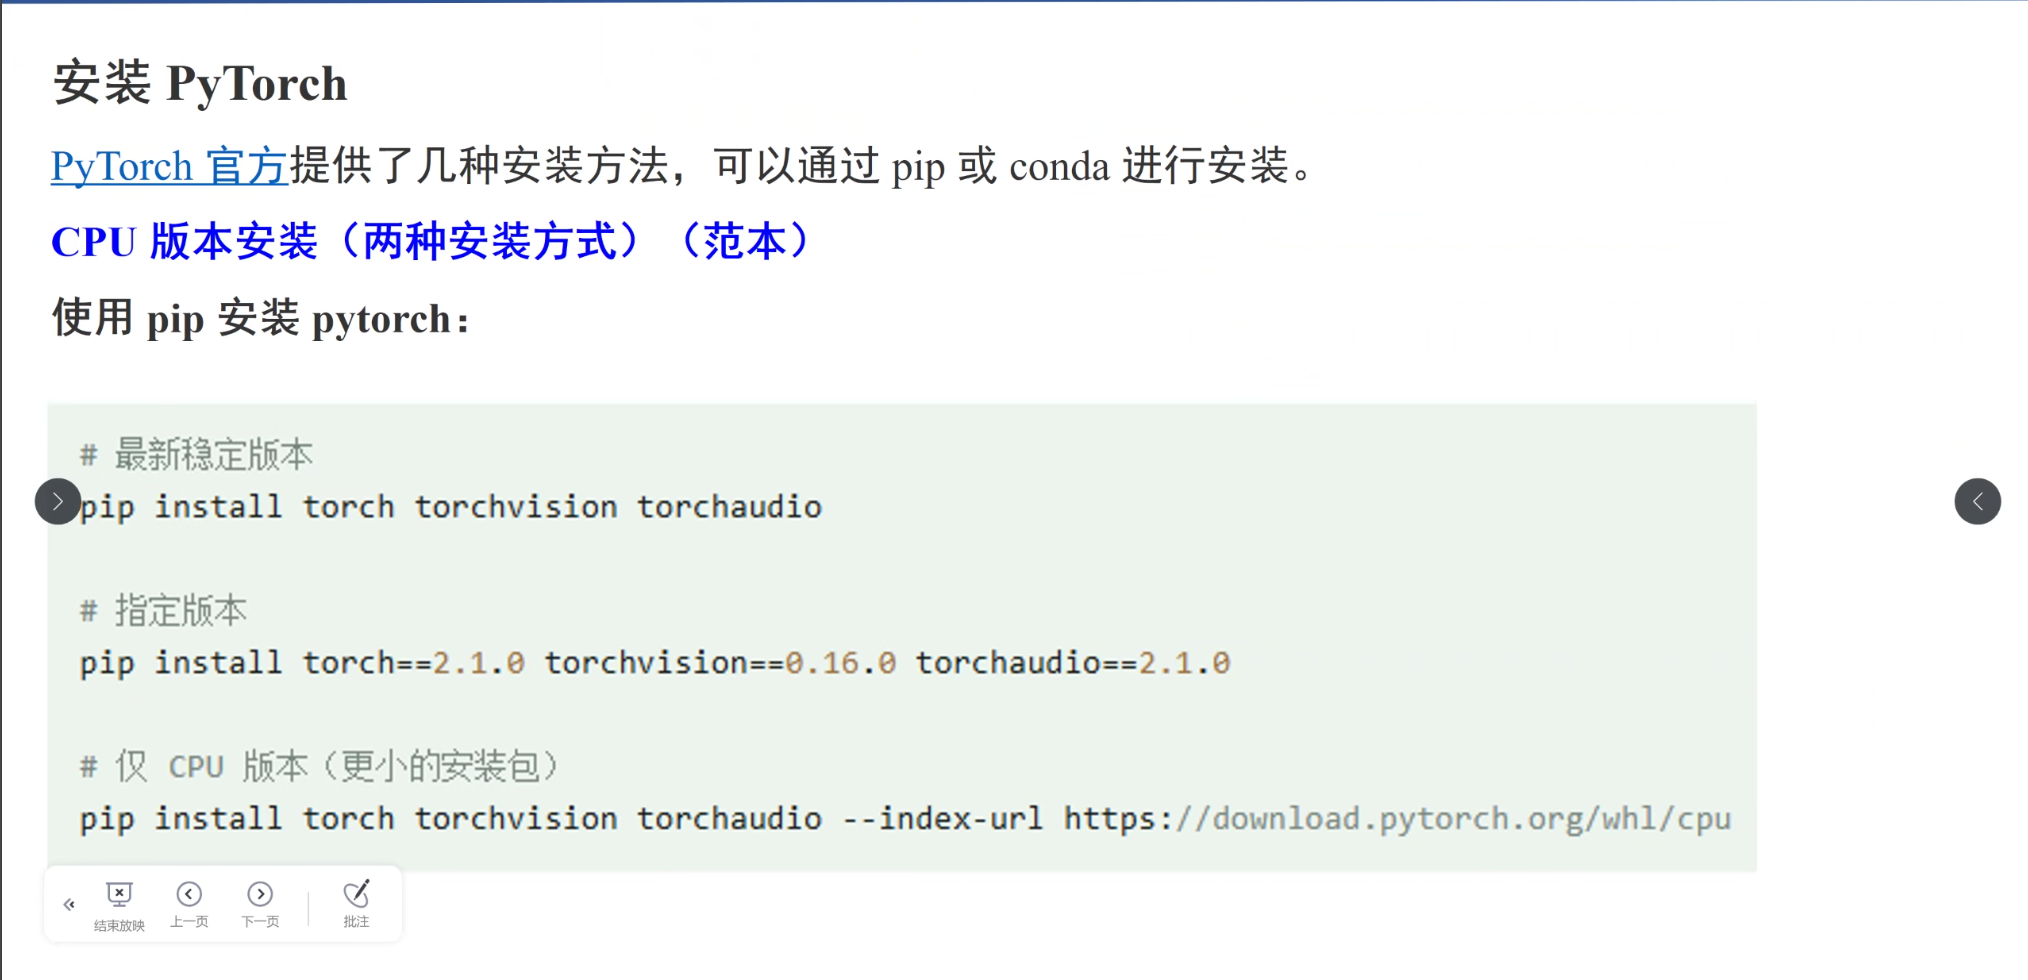 安装 PyTorch
PyTorch 官方提供了几种安装方法，可以通过 pip 或 conda 进行安装。
CPU 版本安装（两种安装方式）（范本）
使用 pip 安装 pytorch：
# 最新稳定版本
pip install torch torchvision torchaudio
# 指定版本
pip install torch==2.1.0 torchvision==0.16.0 torchaudio==2.1.0
# 仅 CPU 版本（更小的安装包）
pip install torch torchvision torchaudio --index-url https://download.pytorch.org/whl/cpu
结束放映 上一页 下一页 批注